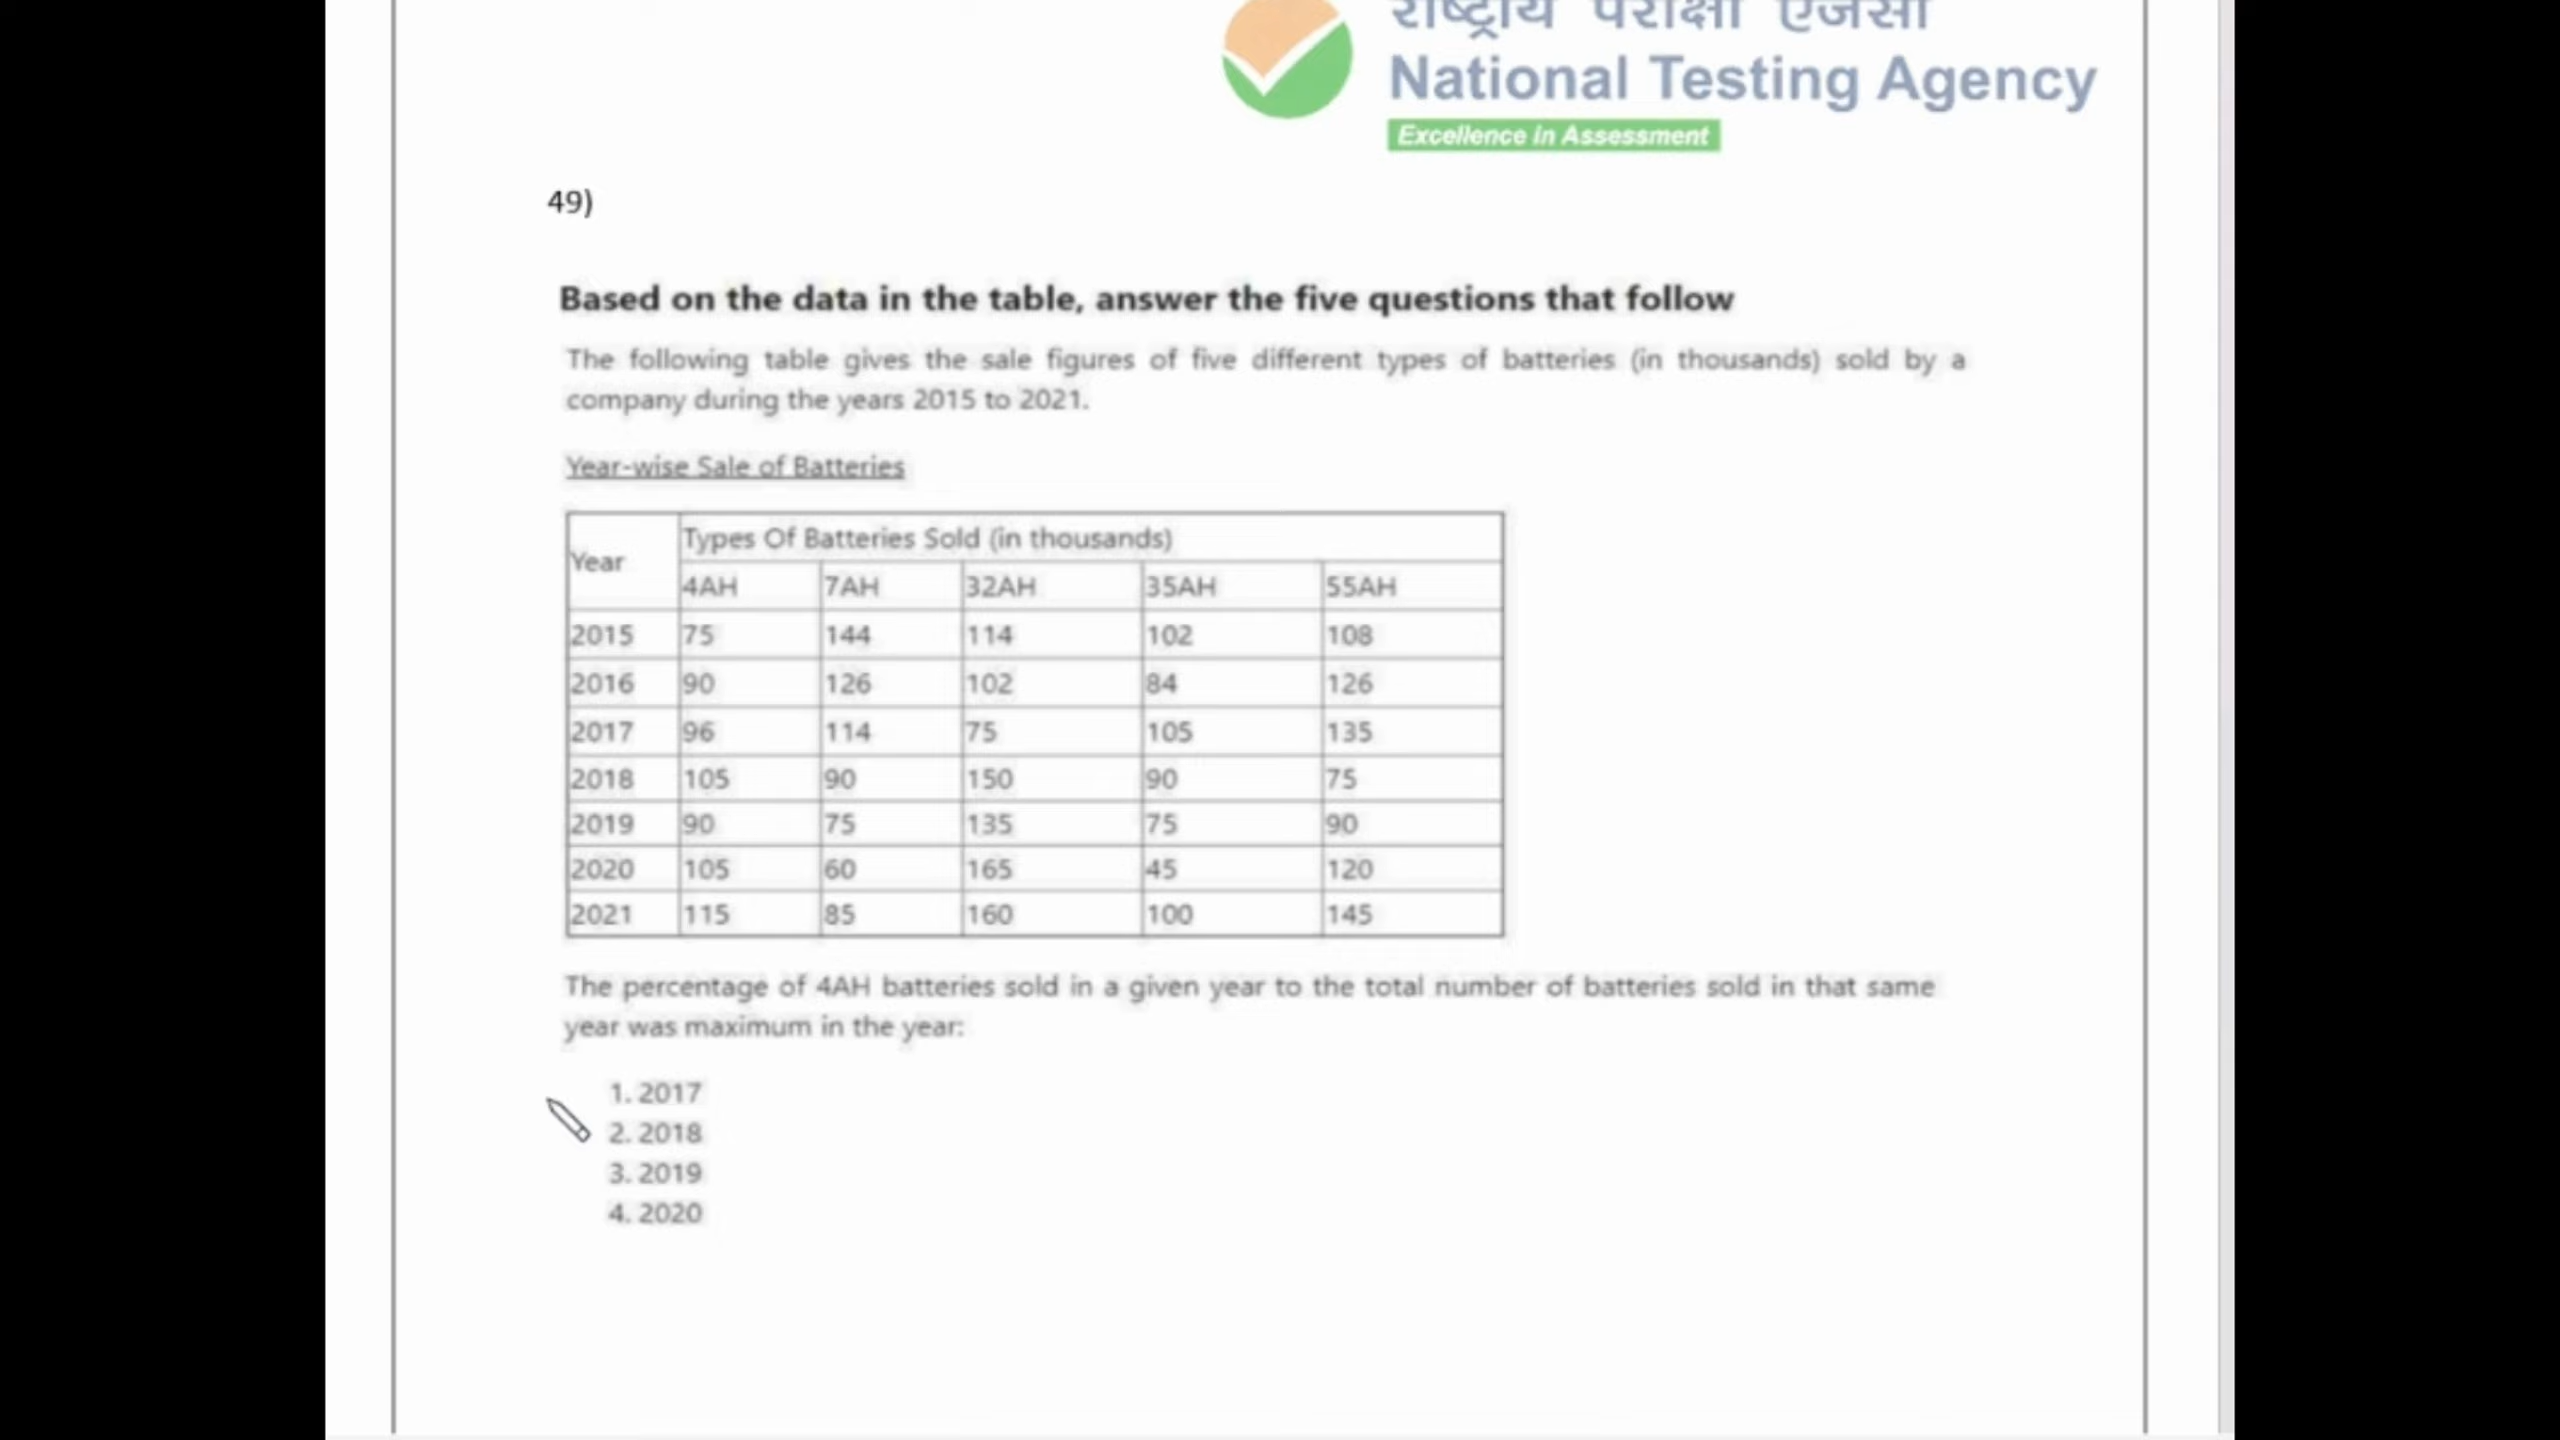 राष्ट्रीय परीक्षा एजेंसी
National Testing Agency
Excellence in Assessment
49)
Based on the data in the table, answer the five questions that follow
The following table gives the sale figures of five different types of batteries (in thousands) sold by a
company during the years 2015 to 2021.
Year-wise Sale of Batteries
Year Types Of Batteries Sold (in thousands)
4AH 7AH 32AH 35AH 55AH
2015 75 144 114 102 108
2016 90 126 102 84 126
2017 96 114 75 105 135
2018 105 90 150 90 75
2019 90 75 135 75 90
2020 105 60 165 45 120
2021 115 85 160 100 145
The percentage of 4AH batteries sold in a given year to the total number of batteries sold in that same
year was maximum in the year:
1. 2017
2. 2018
3. 2019
4. 2020